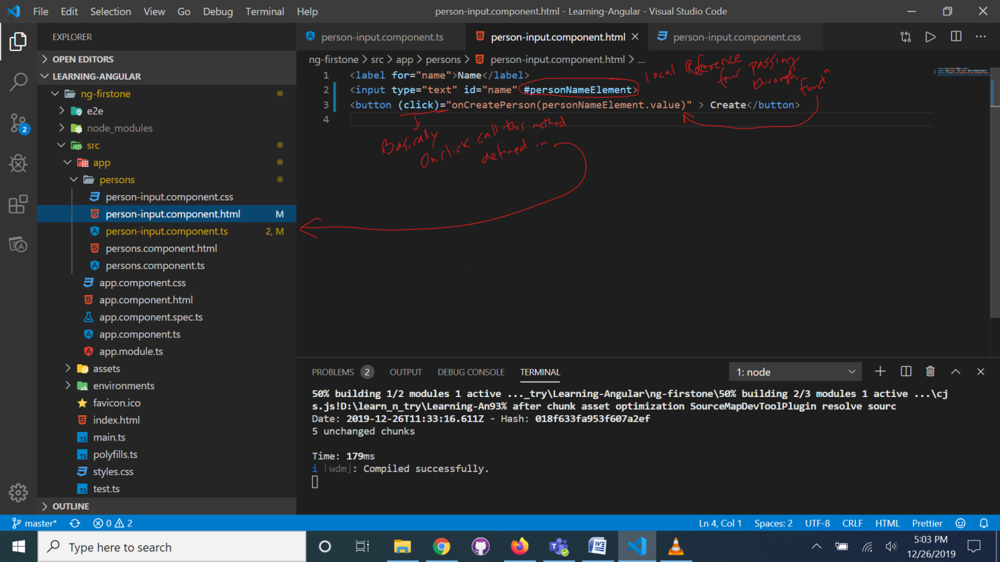 File Edit Selection View Go Debug Terminal Help
person-input.component.html - Learning-Angular - Visual Studio Code
EXPLORER
OPEN EDITORS
LEARNING-ANGULAR
ng-firstone
e2e
node_modules
src
app
persons
person-input.component.css
person-input.component.html M
person-input.component.ts 2, M
persons.component.html
persons.component.ts
app.component.css
app.component.html
app.component.spec.ts
app.component.ts
app.module.ts
assets
environments
favicon.ico
index.html
main.ts
polyfills.ts
styles.css
test.ts
OUTLINE
2
person-input.component.ts
person-input.component.html
person-input.component.css
ng-firstone > src > app > persons > person-input.component.html > ...
1 <label for="name">Name</label>
2 <input type="text" id="name" #personNameElement>
3 <button (click)="onCreatePerson(personNameElement.value)" > Create</button>
4
Local Reference
for passing
through functⁿ
Basically
Onclick call this method
defined in
PROBLEMS 2 OUTPUT DEBUG CONSOLE TERMINAL
1: node
50% building 1/2 modules 1 active ..._try\Learning-Angular\ng-firstone\50% building 2/3 modules 1 active ...\cj
s.js!D:\learn_n_try\Learning-An93% after chunk asset optimization SourceMapDevToolPlugin resolve sourc
Date: 2019-12-26T11:33:16.611Z - Hash: 018f633fa953f607a2ef
5 unchanged chunks
Time: 179ms
i ｢wdm｣: Compiled successfully.
master* 0 2
Ln 4, Col 1 Spaces: 2 UTF-8 CRLF HTML Prettier
Type here to search
5:03 PM
12/26/2019